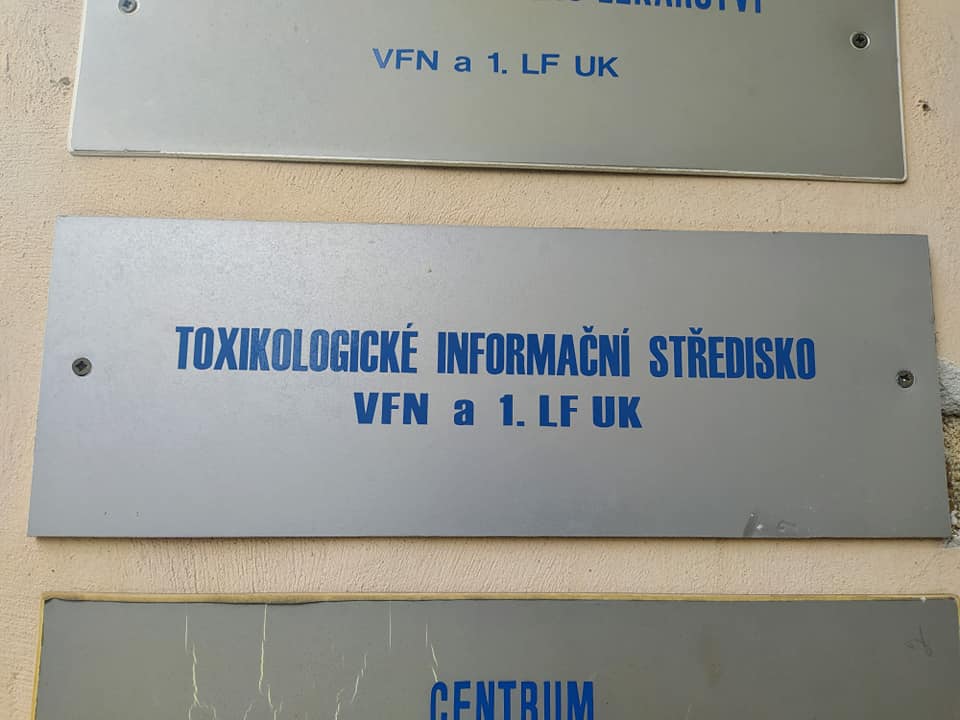 VFN a 1. LF UK
TOXIKOLOGICKÉ INFORMAČNÍ STŘEDISKO
VFN a 1. LF UK
CENTRUM